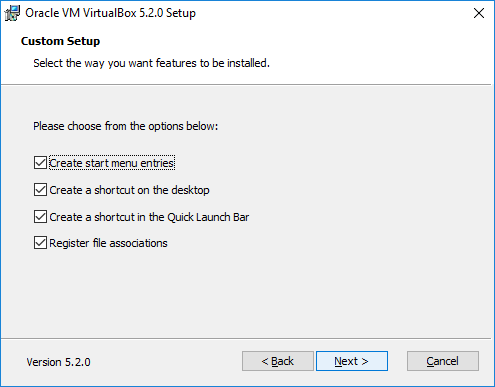 Oracle VM VirtualBox 5.2.0 Setup
Custom Setup
Select the way you want features to be installed.
Please choose from the options below:
Create start menu entries
Create a shortcut on the desktop
Create a shortcut in the Quick Launch Bar
Register file associations
Version 5.2.0
< Back
Next >
Cancel